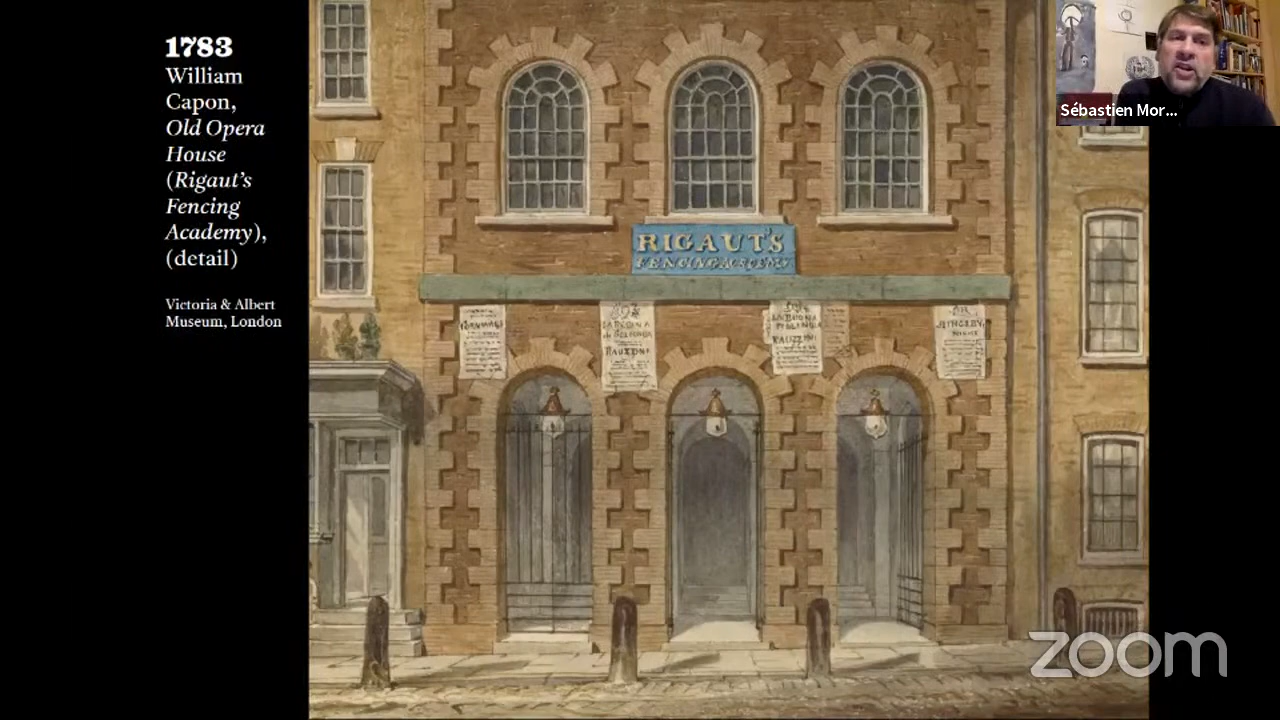 1783
William
Capon,
Old Opera
House
(Rigaut’s
Fencing
Academy),
(detail)
Victoria & Albert
Museum, London
RIGAUT'S
FENCING ACADEMY
RAUZZINI
Sébastien Mor...
zoom